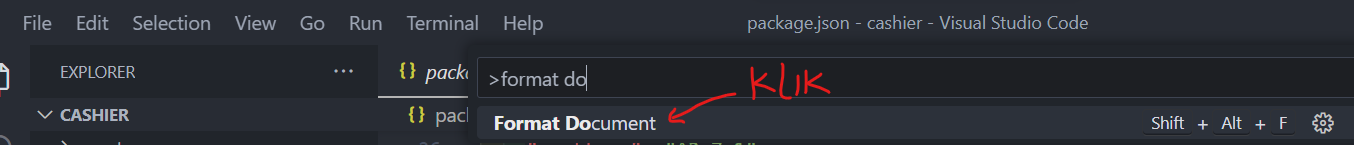 File Edit Selection View Go Run Terminal Help package.json - cashier - Visual Studio Code
EXPLORER ... {} packa
>format do
KLIK
CASHIER {} pack
Format Document Shift + Alt + F